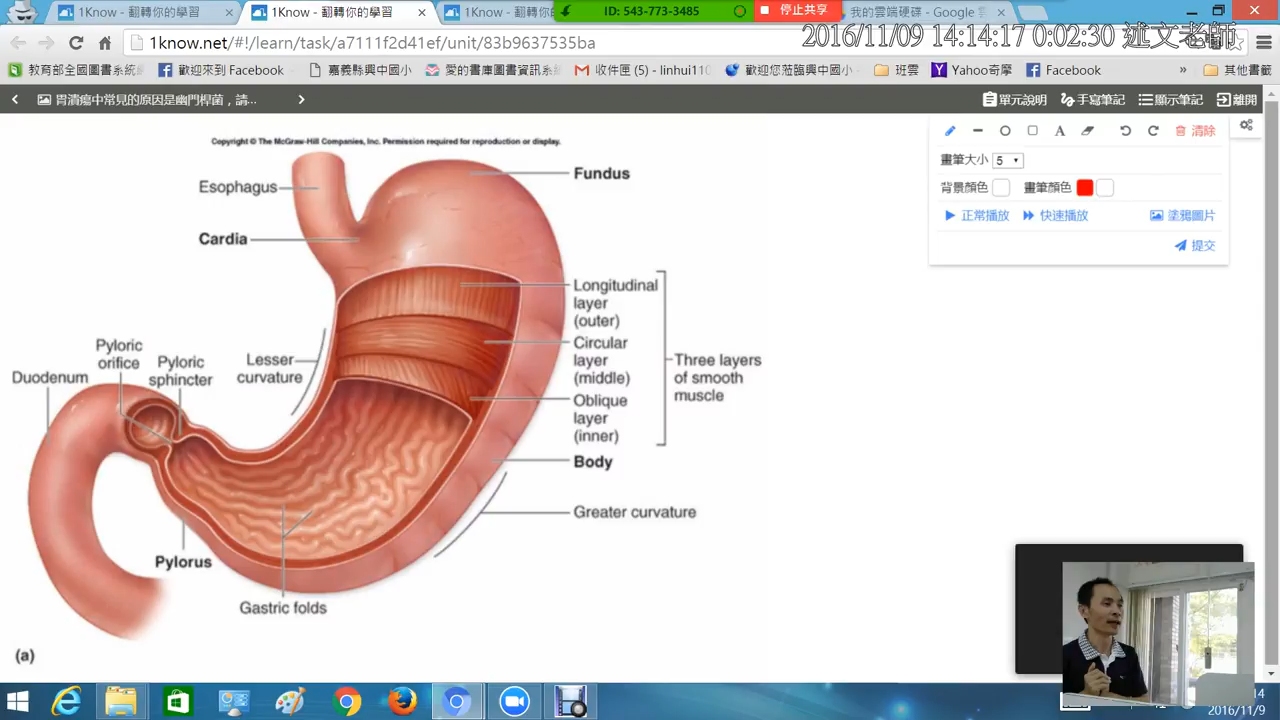 1Know - 翻轉你的學習
1Know - 翻轉你的學習
1Know - 翻轉你的
ID: 543-773-3485
停止共享
我的雲端硬碟 - Google 雲
2016/11/09 14:14:17 0:02:30 述文老師
1know.net/#!/learn/task/a7111f2d41ef/unit/83b9637535ba
教育部全國圖書系統
歡迎來到 Facebook
嘉義縣興中國小
愛的書庫圖書資訊系
收件匣 (5) - linhui110
歡迎您蒞臨興中國小
班雲
Yahoo奇摩
Facebook
»
其他書籤
胃潰瘍中常見的原因是幽門桿菌，請...
單元說明
手寫筆記
顯示筆記
離開
Copyright © The McGraw-Hill Companies, Inc. Permission required for reproduction or display.
A
清除
畫筆大小 5
背景顏色
畫筆顏色
正常播放
快速播放
塗鴉圖片
提交
Esophagus
Fundus
Cardia
Longitudinal
layer
(outer)
Circular
layer
(middle)
Oblique
layer
(inner)
Three layers
of smooth
muscle
Pyloric
orifice
Pyloric
sphincter
Lesser
curvature
Duodenum
Body
Greater curvature
Pylorus
Gastric folds
(a)
2016/11/9